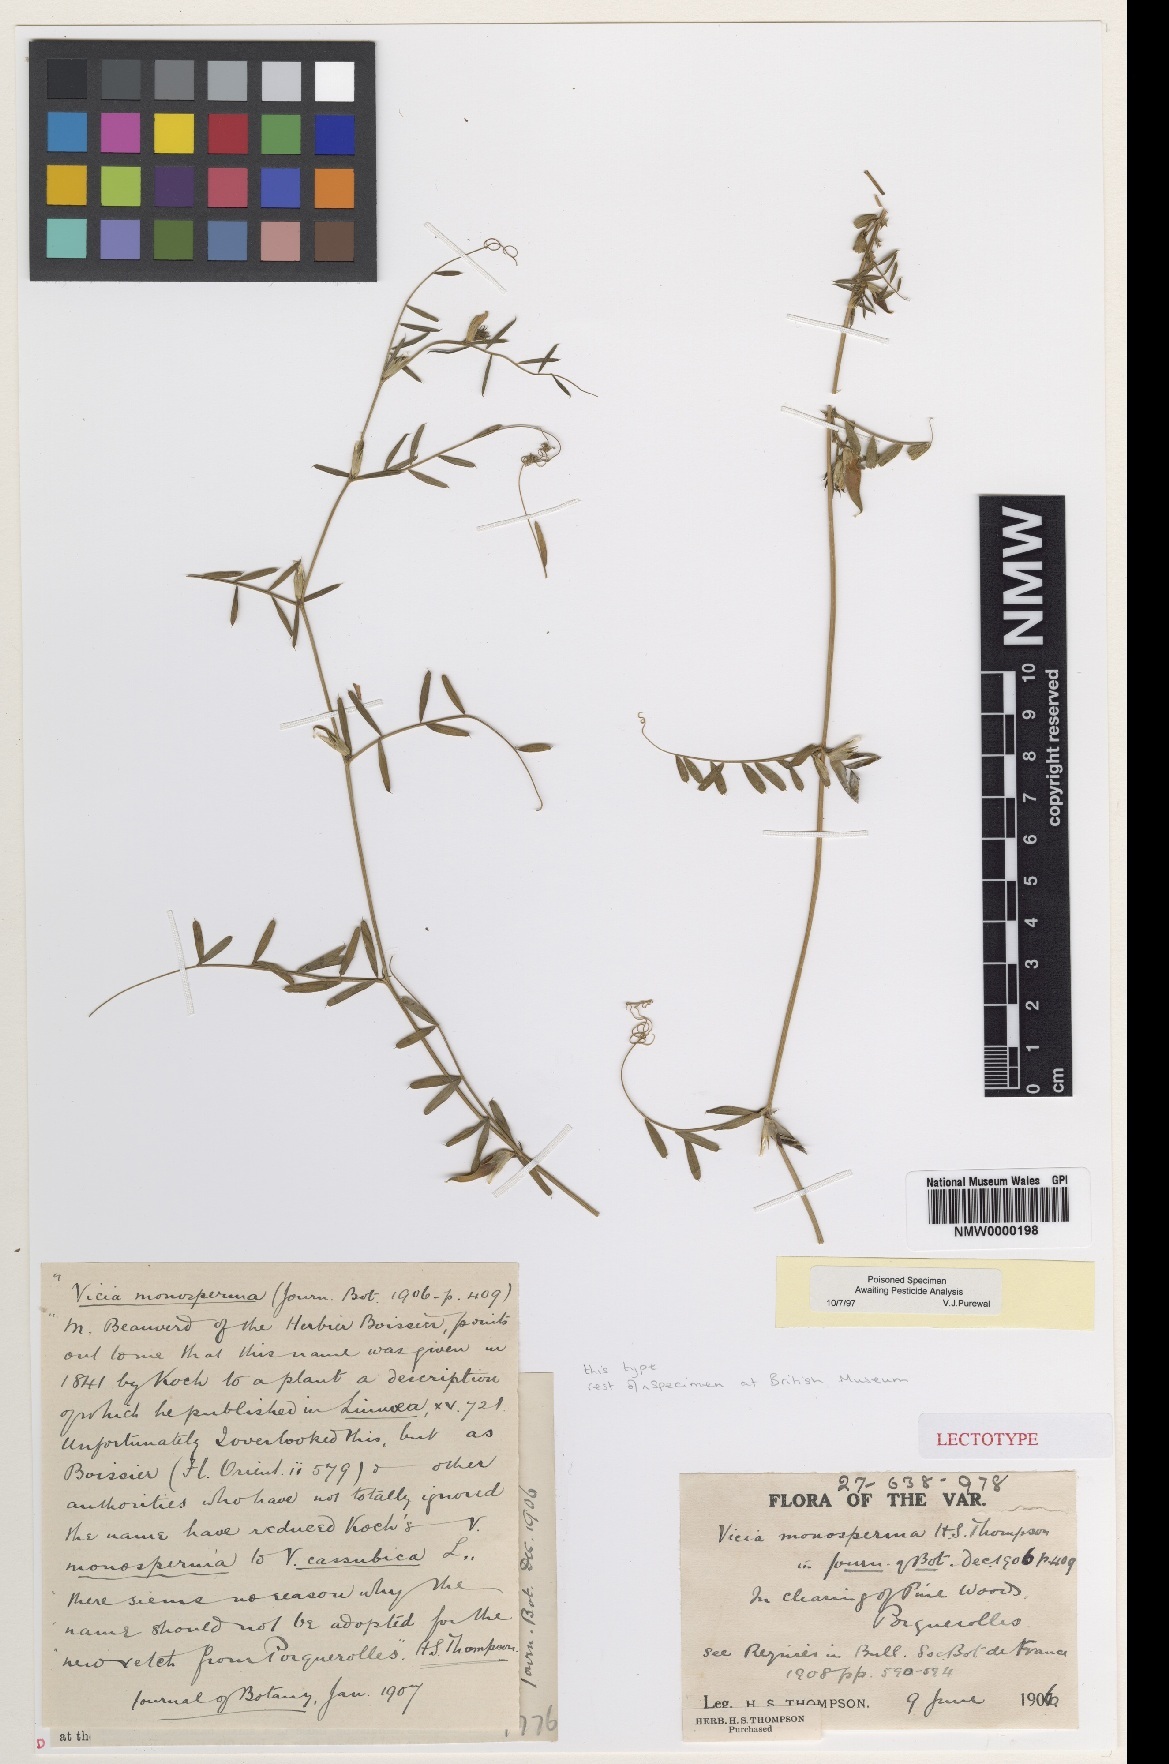 NMW
10
9
8
7
6
5
4
3
2
1
0
cm
copyright reserved
National Museum Wales GPI
NMW0000198
Poisoned Specimen
Awaiting Pesticide Analysis
10/7/97 V.J.Purewal
this type
rest of specimen at British Museum
LECTOTYPE
" Vicia monosperma (Journ. Bot. 1906 - p. 409)
" M. Beauverd of the Herbier Boissier, points
out to me that this name was given in
1841 by Koch to a plant a description
of which he published in Linnæa, xv. 721.
Unfortunately I overlooked this, but as
Boissier (Fl. Orient. ii 579) & other
authorities who have not totally ignored
the name have reduced Koch's V.
monosperma to V. cassubica L.,
there seems no reason why the
name should not be adopted for the
new vetch from Porquerolles". H.S. Thompson.
Journal of Botany, Jan. 1907
Journ. Bot. Dec. 1906
776
D at the
27-638-978
FLORA OF THE VAR.
Vicia monosperma H.S. Thompson
in Journ. of Bot. Dec. 1906 p. 409
In clearing of Pine Woods,
Porquerolles
see Reynier in Bull. Soc Bot de France
1908 pp. 590-594
Leg. H. S. THOMPSON. 9 June 1906
HERB. H. S. THOMPSON
Purchased